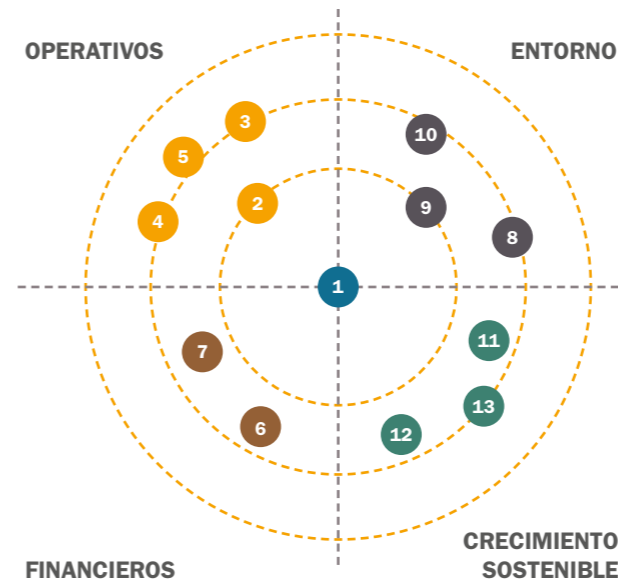 OPERATIVOS
ENTORNO
3
10
5
2
9
4
8
1
11
7
13
6
12
CRECIMIENTO
FINANCIEROS
SOSTENIBLE